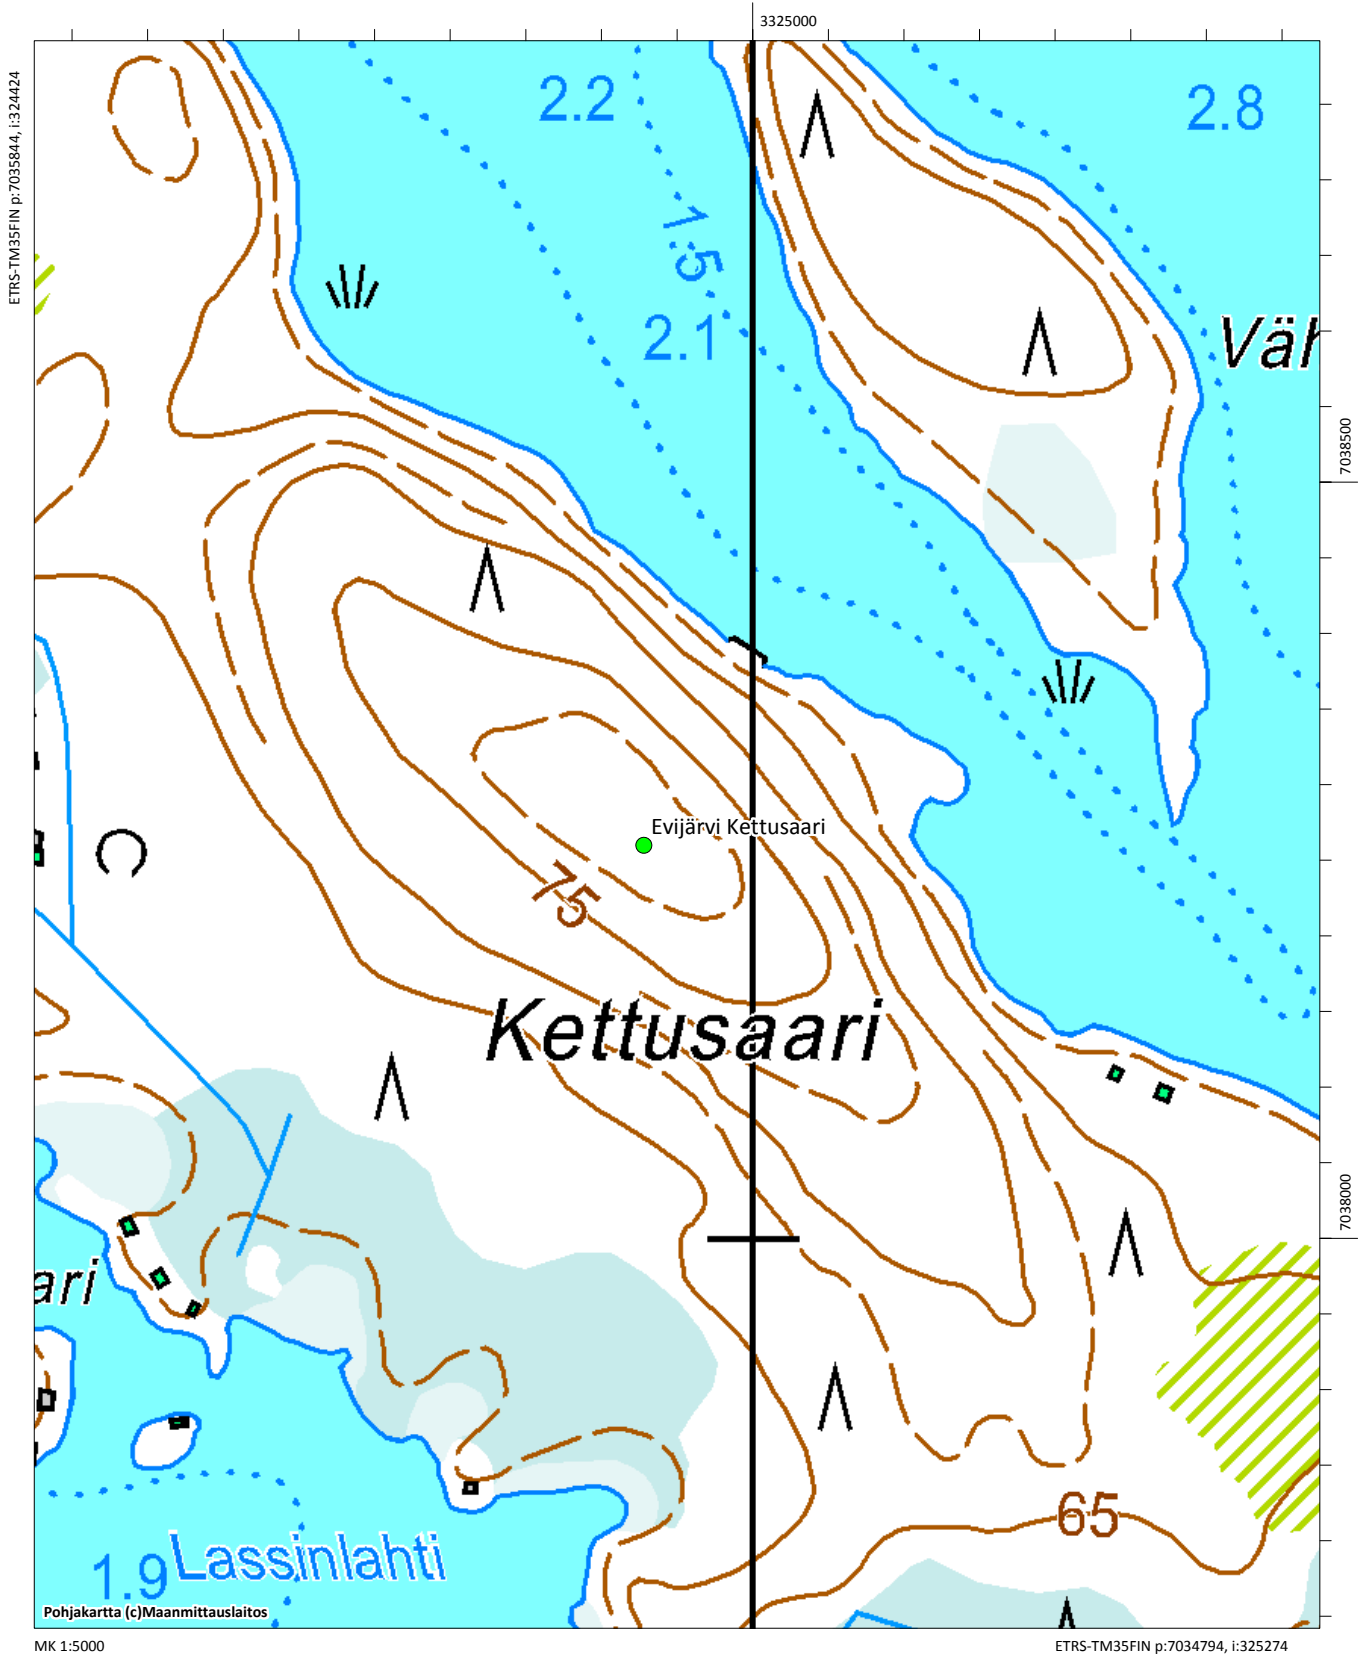 3325000
ETRS-TM35FIN p:7035844, i:324424
2.2
2.8
1.5
2.1
Väh
7038500
Evijärvi Kettusaari
75
Kettusaari
7038000
ari
65
1.9
Lassinlahti
Pohjakartta (c)Maanmittauslaitos
MK 1:5000
ETRS-TM35FIN p:7034794, i:325274